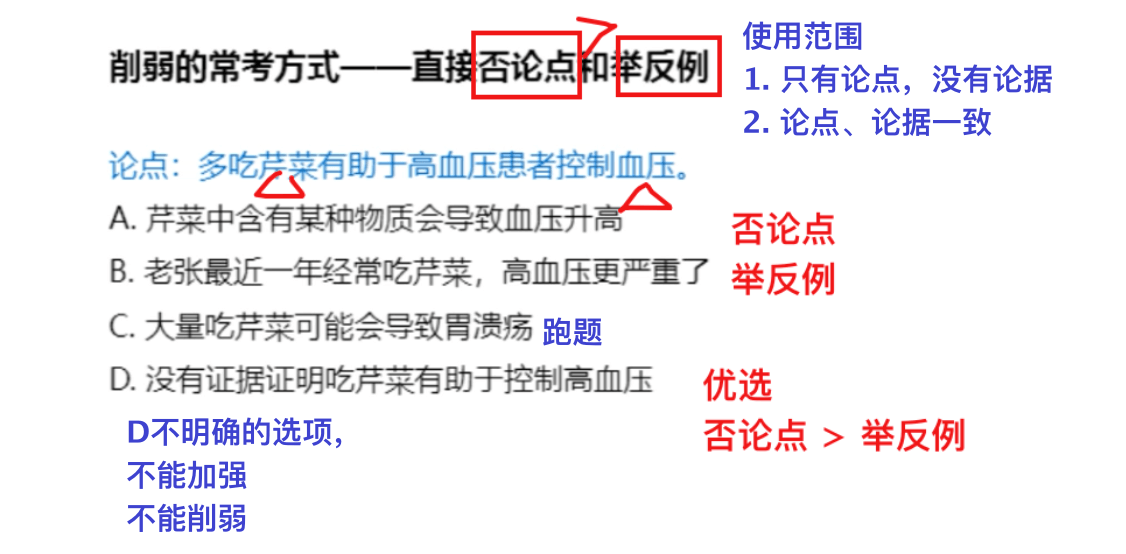 削弱的常考方式——直接否论点和举反例
使用范围
1. 只有论点，没有论据
2. 论点、论据一致
论点：多吃芹菜有助于高血压患者控制血压。
A. 芹菜中含有某种物质会导致血压升高
否论点
B. 老张最近一年经常吃芹菜，高血压更严重了
举反例
C. 大量吃芹菜可能会导致胃溃疡 跑题
D. 没有证据证明吃芹菜有助于控制高血压
优选
否论点 > 举反例
D不明确的选项，
不能加强
不能削弱